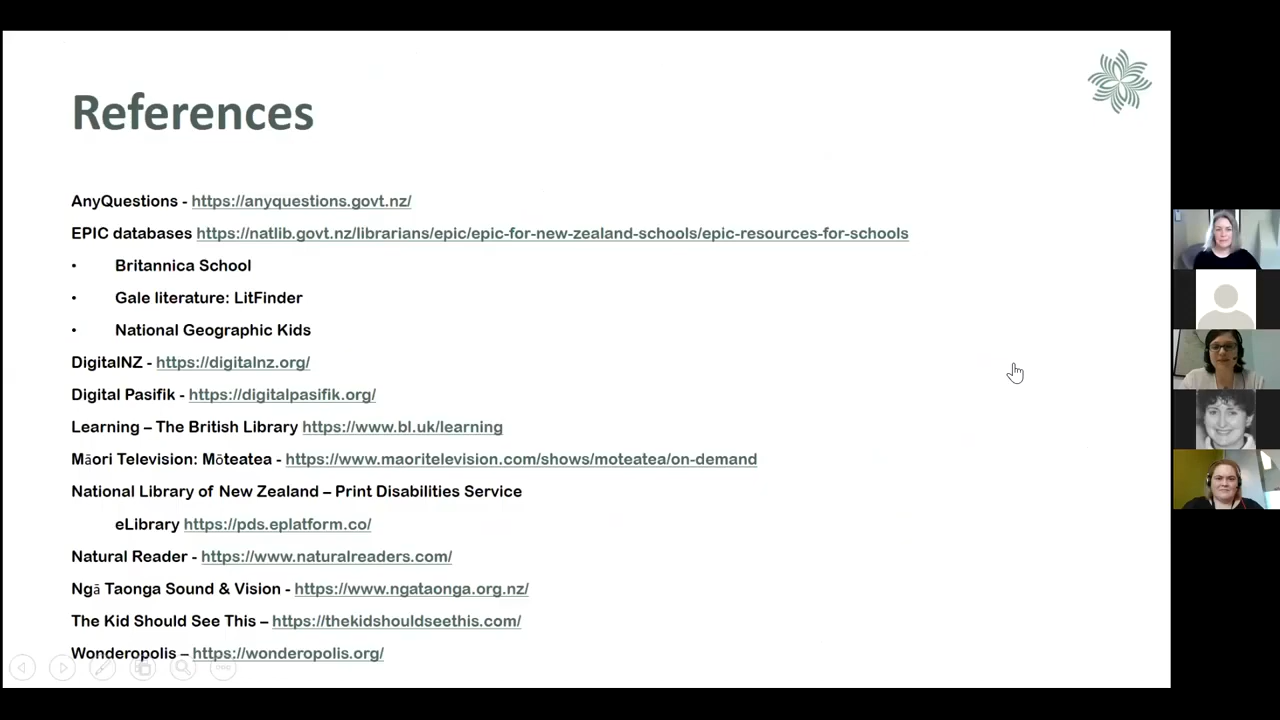 References
AnyQuestions - https://anyquestions.govt.nz/
EPIC databases https://natlib.govt.nz/librarians/epic/epic-for-new-zealand-schools/epic-resources-for-schools
• Britannica School
• Gale literature: LitFinder
• National Geographic Kids
DigitalNZ - https://digitalnz.org/
Digital Pasifik - https://digitalpasifik.org/
Learning – The British Library https://www.bl.uk/learning
Māori Television: Mōteatea - https://www.maoritelevision.com/shows/moteatea/on-demand
National Library of New Zealand – Print Disabilities Service
eLibrary https://pds.eplatform.co/
Natural Reader - https://www.naturalreaders.com/
Ngā Taonga Sound & Vision - https://www.ngataonga.org.nz/
The Kid Should See This – https://thekidshouldseethis.com/
Wonderopolis – https://wonderopolis.org/